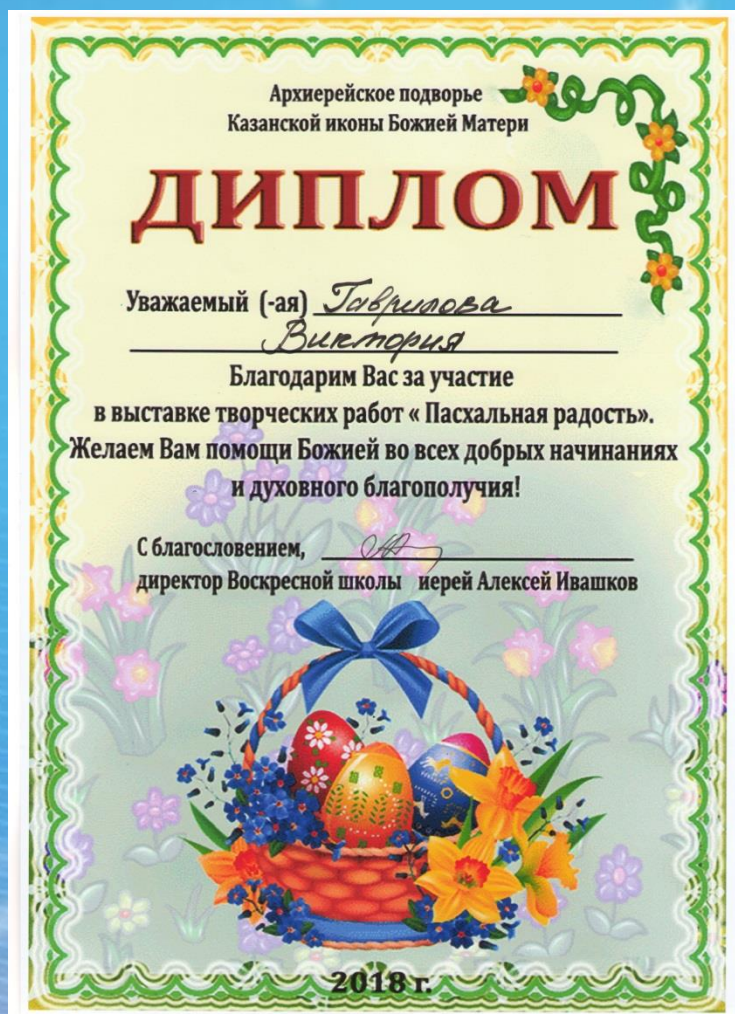 Архиерейское подворье
Казанской иконы Божией Матери
ДИПЛОМ
Уважаемый (-ая) Гаврилова
Виктория
Благодарим Вас за участие
в выставке творческих работ « Пасхальная радость».
Желаем Вам помощи Божией во всех добрых начинаниях
и духовного благополучия!
С благословением,
директор Воскресной школы иерей Алексей Ивашков
2018 г.